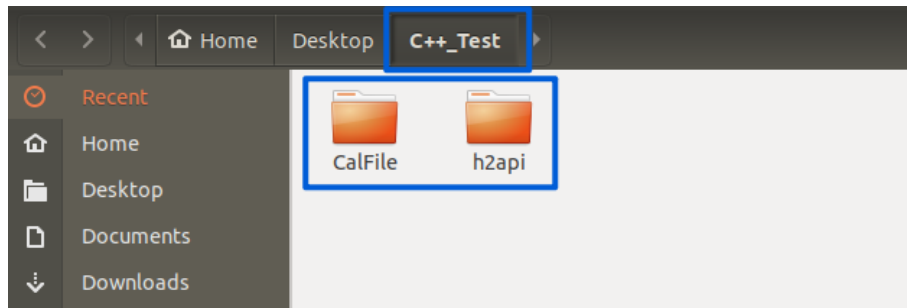 Home Desktop C++_Test
Recent
Home
Desktop
Documents
Downloads
CalFile h2api